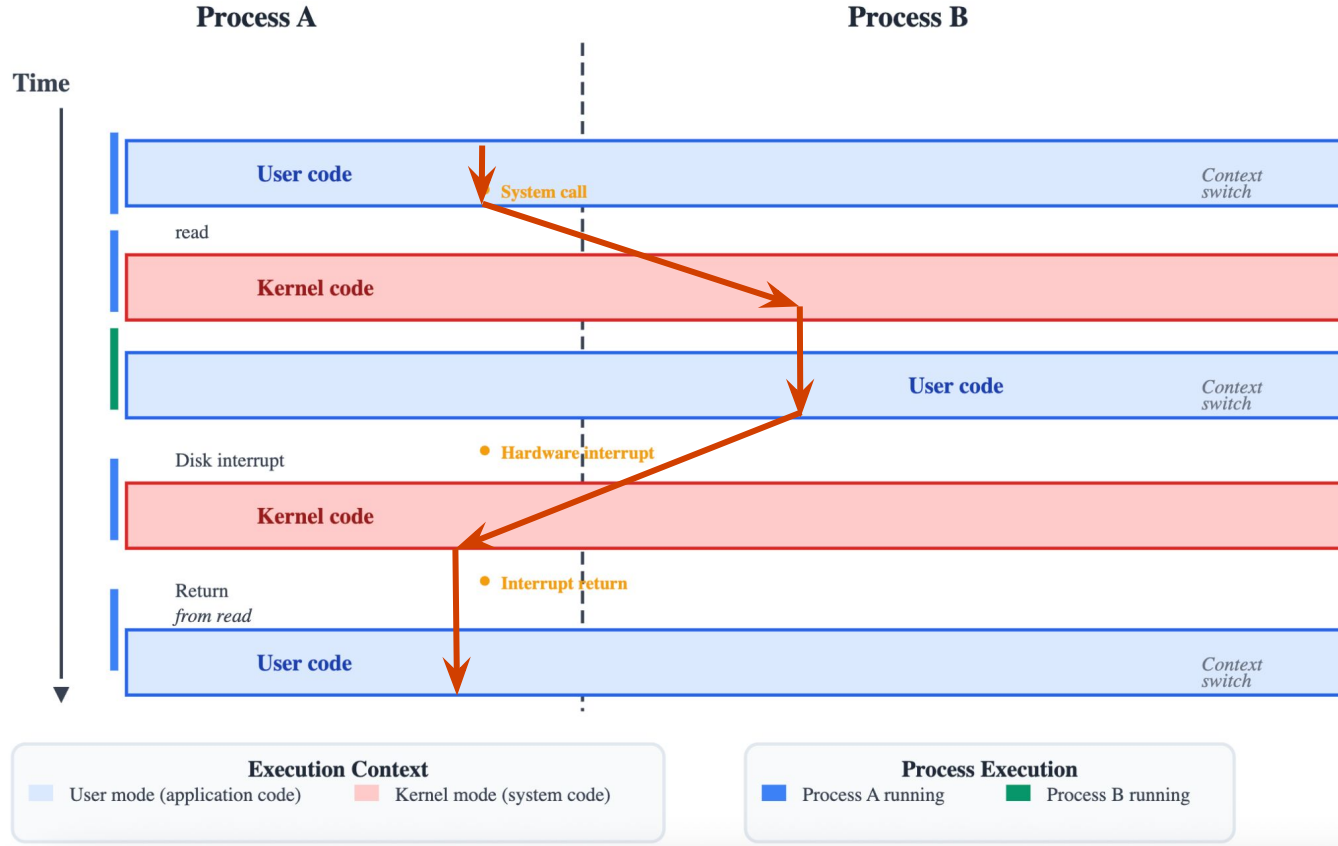 Process A
Process B
Time
User code
System call
Context
switch
read
Kernel code
User code
Context
switch
Disk interrupt
Hardware interrupt
Kernel code
Return
from read
Interrupt return
User code
Context
switch
Execution Context
User mode (application code)
Kernel mode (system code)
Process Execution
Process A running
Process B running